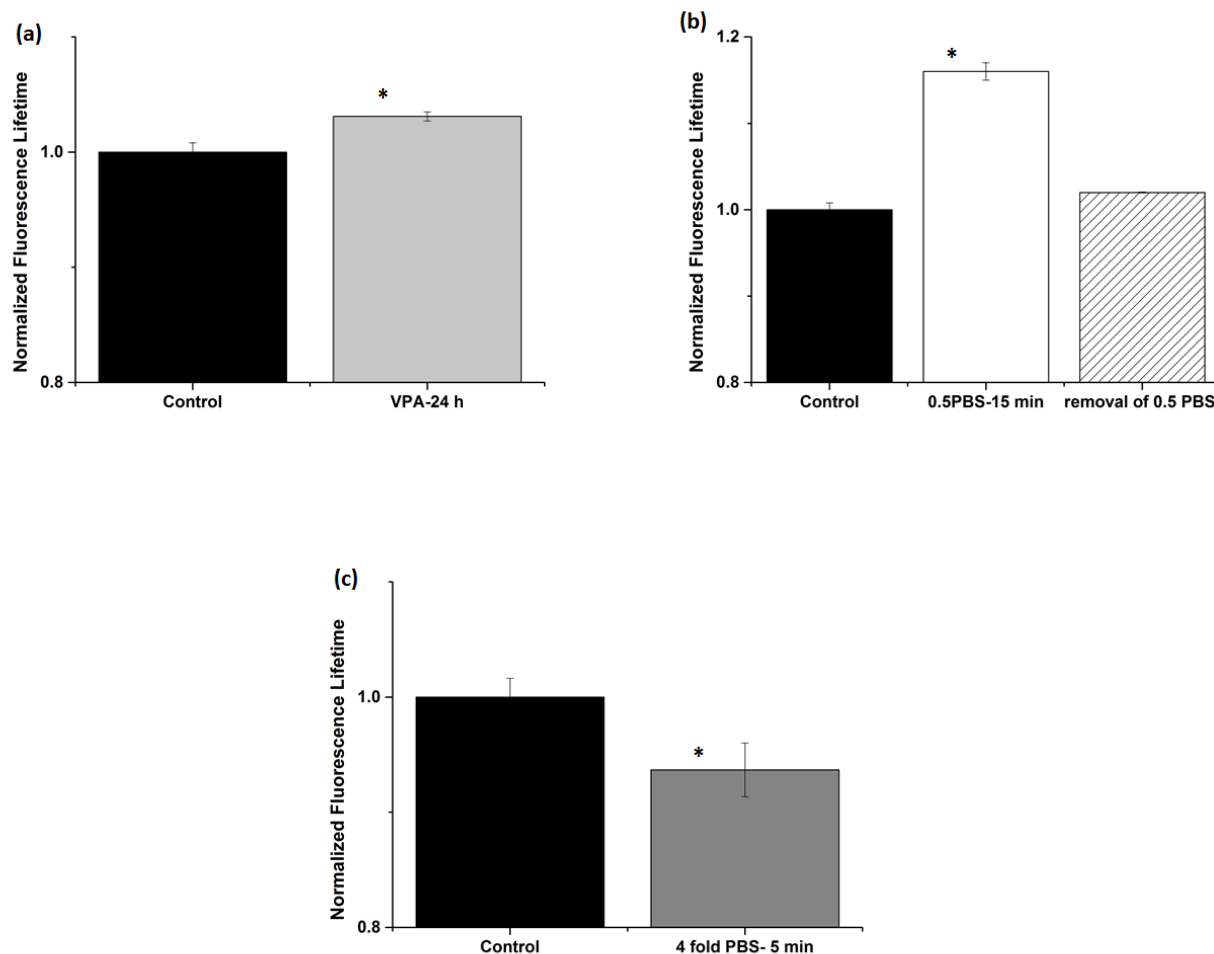 (a)
Normalized Fluorescence Lifetime
1.0
0.8
Control
VPA-24 h
*
(b)
Normalized Fluorescence Lifetime
1.2
1.0
0.8
Control
0.5PBS-15 min
removal of 0.5 PBS
*
(c)
Normalized Fluorescence Lifetime
1.0
0.8
Control
4 fold PBS- 5 min
*